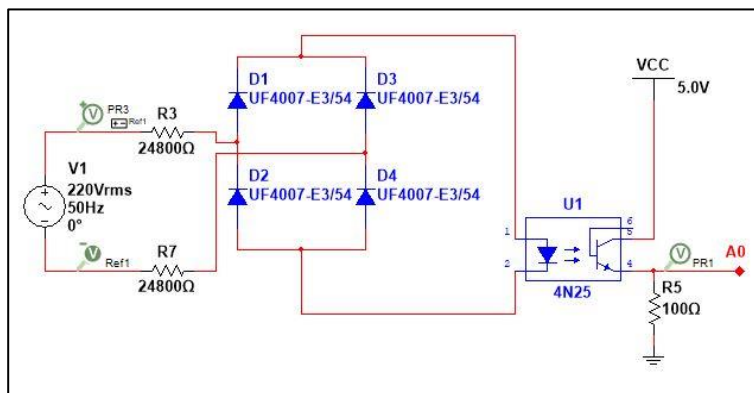 D1
UF4007-E3/54
D3
UF4007-E3/54
VCC
5.0V
PR3
Ref1
R3
24800Ω
V1
220Vrms
50Hz
0°
D2
UF4007-E3/54
D4
UF4007-E3/54
R7
24800Ω
Ref1
U1
1
2
6
5
4
4N25
PR1
A0
R5
100Ω